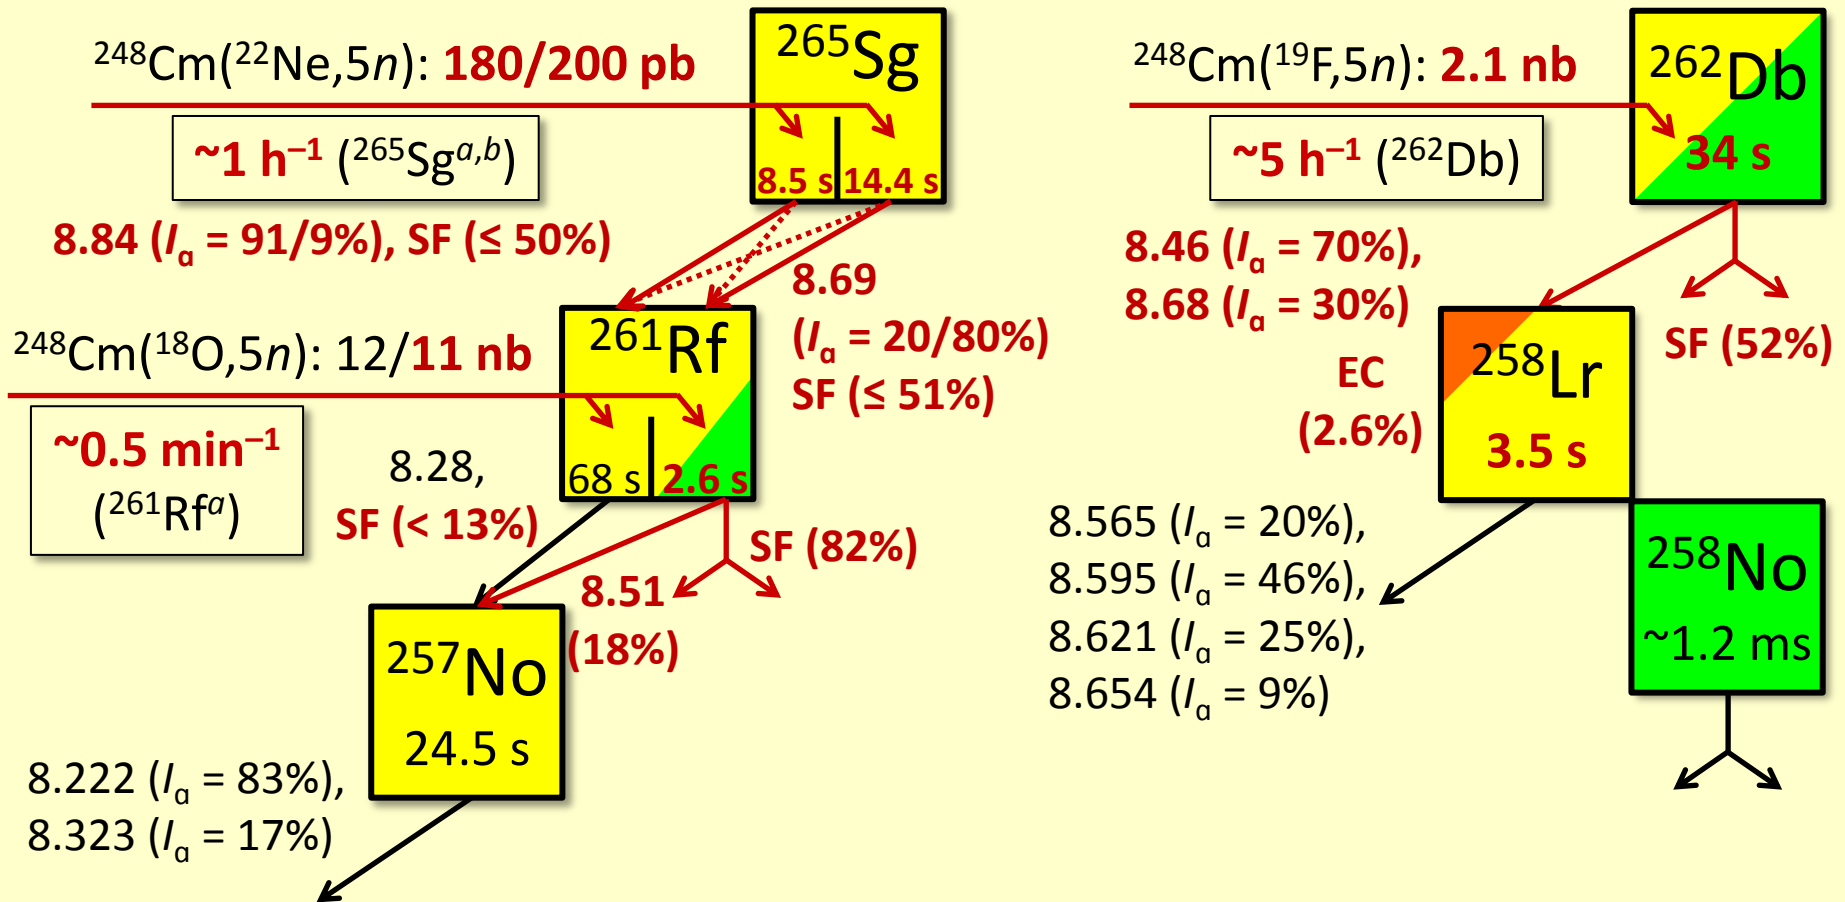 ²⁴⁸Cm(²²Ne,5n): 180/200 pb
~1 h⁻¹ (²⁶⁵Sgᵃ,ᵇ)
²⁶⁵Sg
8.5 s 14.4 s
8.84 (Iα = 91/9%), SF (≤ 50%)
8.69
(Iα = 20/80%)
SF (≤ 51%)
²⁴⁸Cm(¹⁸O,5n): 12/11 nb
~0.5 min⁻¹
(²⁶¹Rfᵃ)
²⁶¹Rf
68 s 2.6 s
8.28,
SF (< 13%)
SF (82%)
8.51
(18%)
²⁵⁷No
24.5 s
8.222 (Iα = 83%),
8.323 (Iα = 17%)
²⁴⁸Cm(¹⁹F,5n): 2.1 nb
~5 h⁻¹ (²⁶²Db)
²⁶²Db
34 s
8.46 (Iα = 70%),
8.68 (Iα = 30%)
SF (52%)
EC
(2.6%)
²⁵⁸Lr
3.5 s
8.565 (Iα = 20%),
8.595 (Iα = 46%),
8.621 (Iα = 25%),
8.654 (Iα = 9%)
²⁵⁸No
~1.2 ms